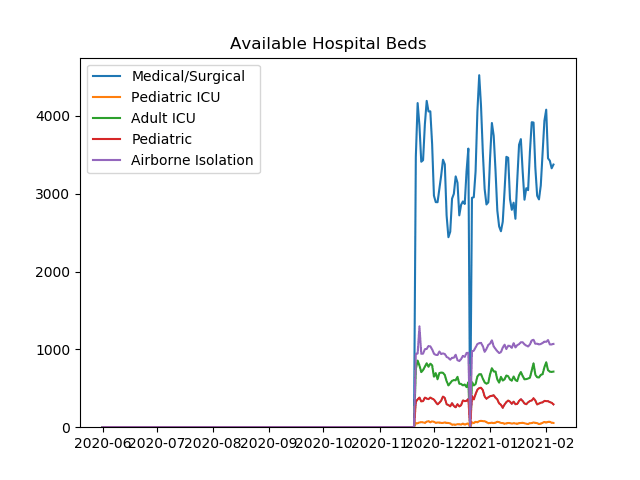 Available Hospital Beds
Medical/Surgical
Pediatric ICU
Adult ICU
Pediatric
Airborne Isolation
4000
3000
2000
1000
0
2020-06 2020-07 2020-08 2020-09 2020-10 2020-11 2020-12 2021-01 2021-02